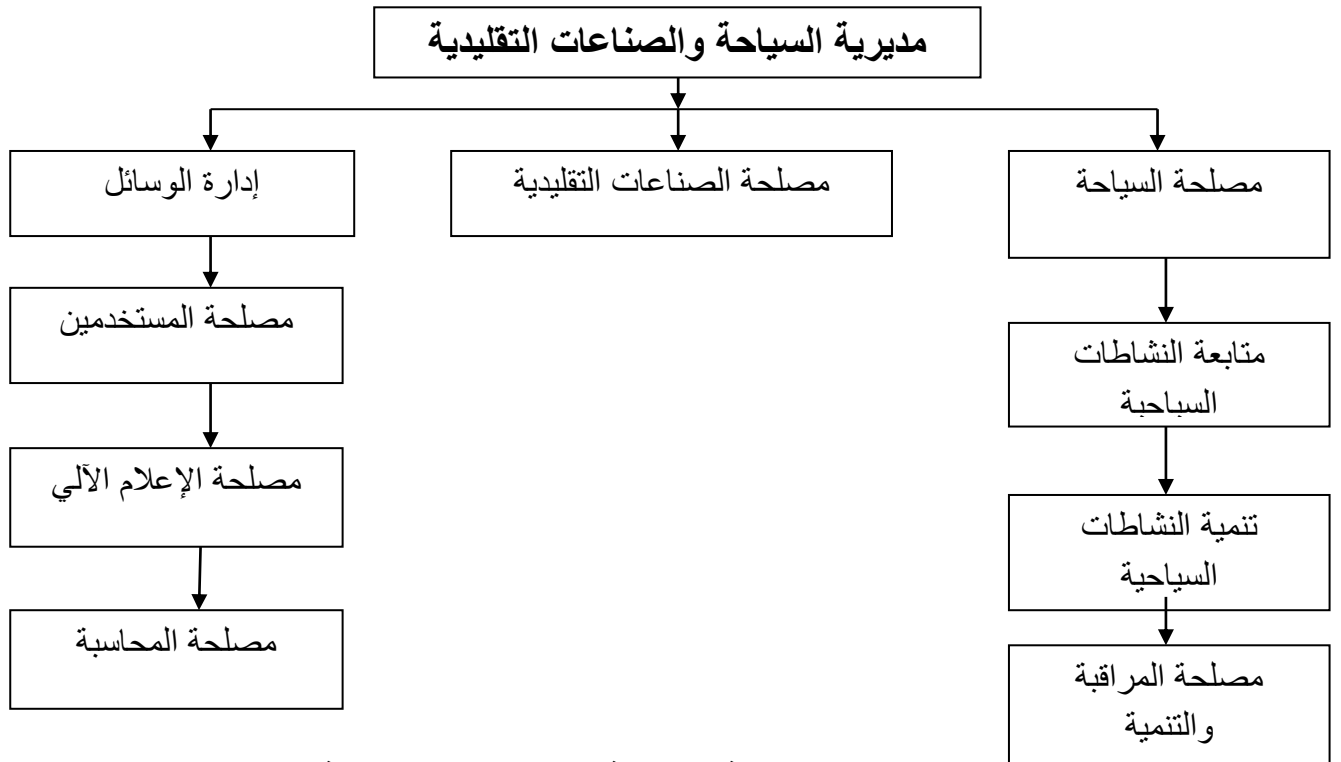 مديرية السياحة والصناعات التقليدية
مصلحة السياحة
مصلحة الصناعات التقليدية
إدارة الوسائل
متابعة النشاطات
السياحية
تنمية النشاطات
السياحية
مصلحة المراقبة
والتنمية
مصلحة المستخدمين
مصلحة الإعلام الآلي
مصلحة المحاسبة